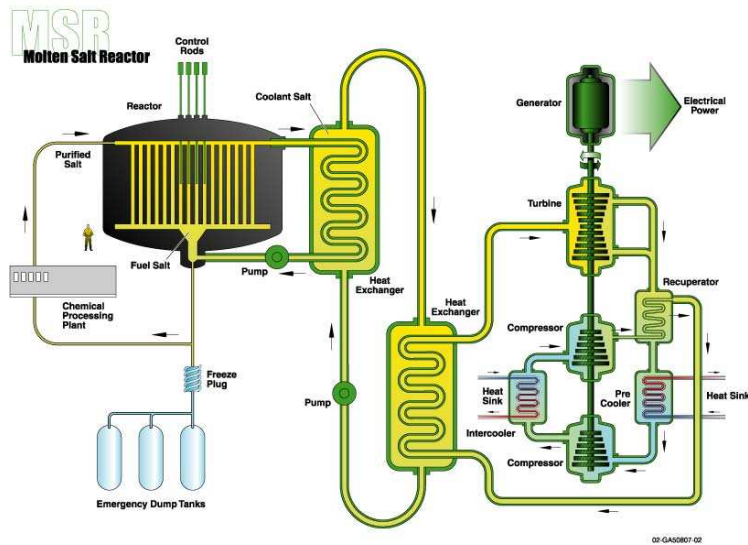 MSR
Molten Salt Reactor
Control
Rods
Reactor
Coolant Salt
Purified
Salt
Fuel Salt
Pump
Chemical
Processing
Plant
Freeze
Plug
Emergency Dump Tanks
Heat
Exchanger
Pump
Heat
Exchanger
Generator
Electrical
Power
Turbine
Recuperator
Compressor
Heat
Sink
Intercooler
Pre
Cooler
Heat Sink
Compressor
02-GA50807-02